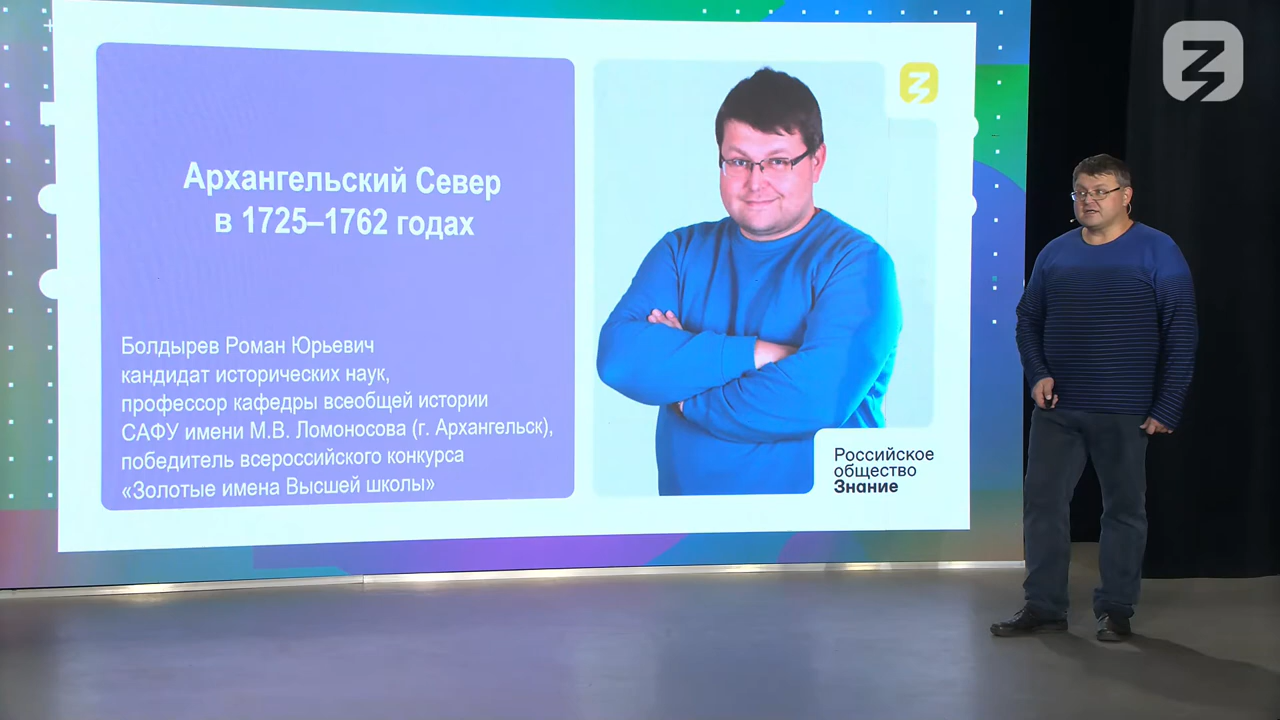 Архангельский Север
в 1725–1762 годах
Болдырев Роман Юрьевич
кандидат исторических наук,
профессор кафедры всеобщей истории
САФУ имени М.В. Ломоносова (г. Архангельск),
победитель всероссийского конкурса
«Золотые имена Высшей школы»
Российское
общество
Знание